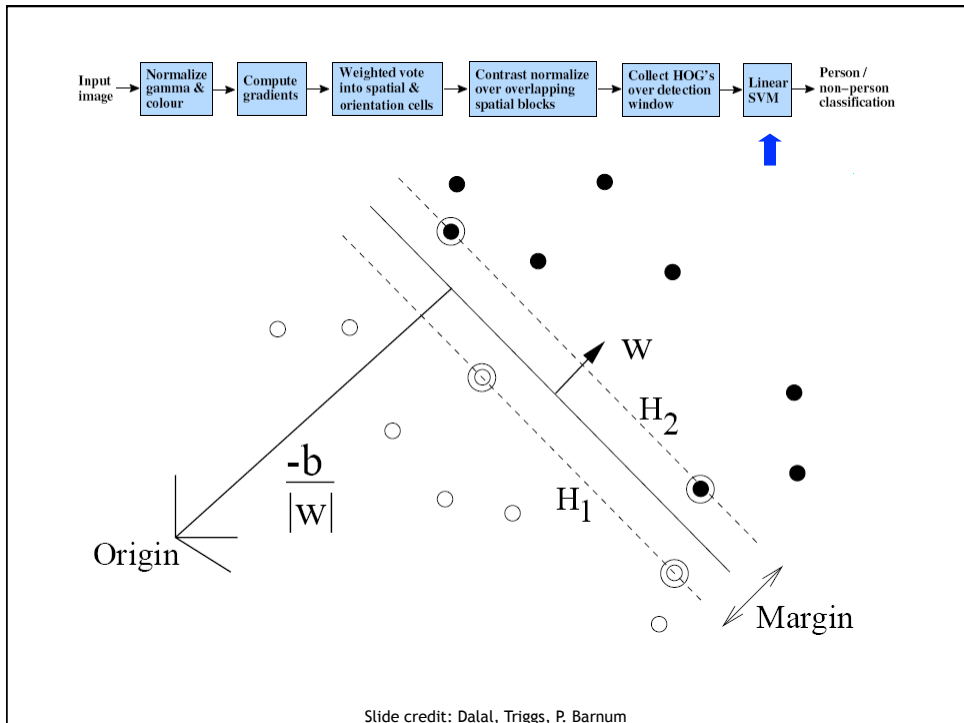 Input
image
Normalize
gamma &
colour
Compute
gradients
Weighted vote
into spatial &
orientation cells
Contrast normalize
over overlapping
spatial blocks
Collect HOG's
over detection
window
Linear
SVM
Person /
non-person
classification
w
H2
-b
|w|
H1
Origin
Margin
Slide credit: Dalal, Triggs, P. Barnum